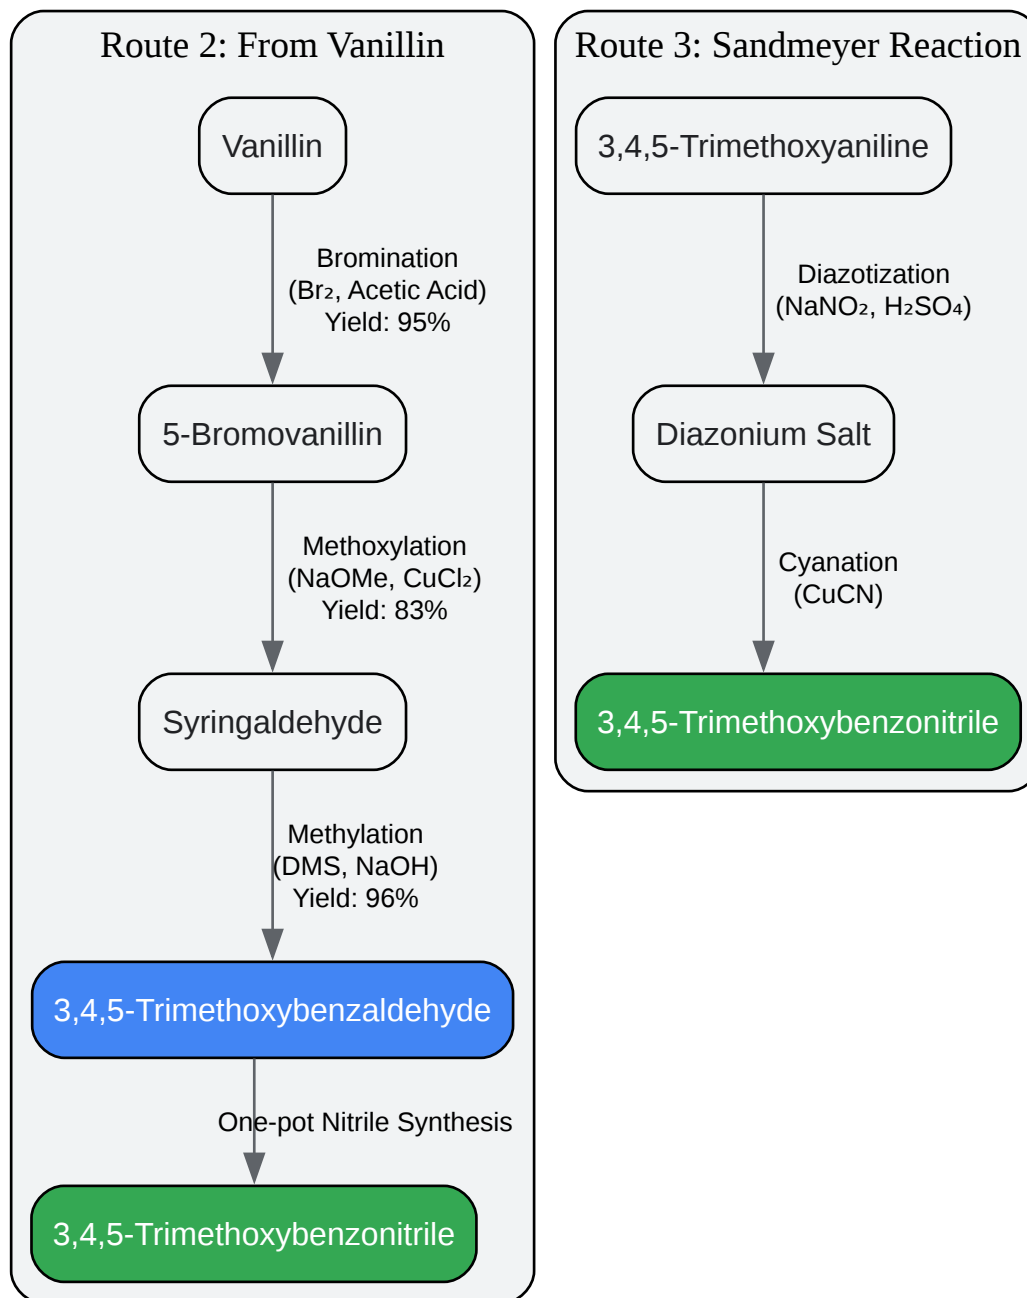 Route 2: From Vanillin
Vanillin
Bromination
(Br₂, Acetic Acid)
Yield: 95%
5-Bromovanillin
Methoxylation
(NaOMe, CuCl₂)
Yield: 83%
Syringaldehyde
Methylation
(DMS, NaOH)
Yield: 96%
3,4,5-Trimethoxybenzaldehyde
One-pot Nitrile Synthesis
3,4,5-Trimethoxybenzonitrile
Route 3: Sandmeyer Reaction
3,4,5-Trimethoxyaniline
Diazotization
(NaNO₂, H₂SO₄)
Diazonium Salt
Cyanation
(CuCN)
3,4,5-Trimethoxybenzonitrile